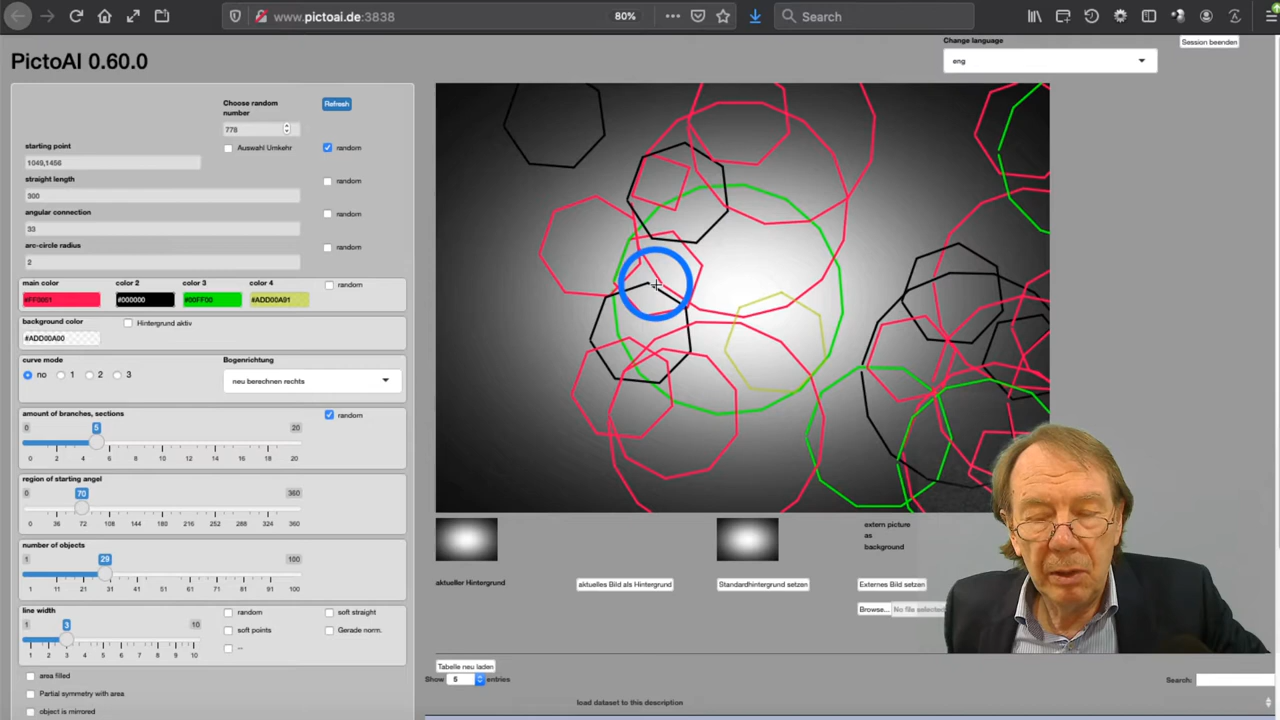 www.pictoai.de:3838
80%
Search
PictoAI 0.60.0
Change language
eng
Session beenden
Choose random
number
Refresh
778
Auswahl Umkehr
random
starting point
1049,1456
straight length
random
300
angular connection
random
33
arc-circle radius
random
2
main color
color 2
color 3
color 4
random
#FF0061
#000000
#00FF00
#ADD00A91
background color
Hintergrund aktiv
#ADD00A00
curve mode
Bogenrichtung
no
1
2
3
neu berechnen rechts
amount of branches, sections
random
0
5
20
0 2 4 6 8 10 12 14 16 18 20
region of starting angel
0
70
360
0 36 72 108 144 180 216 252 288 324 360
number of objects
1
29
100
1 11 21 31 41 51 61 71 81 91 100
line width
random
soft straight
1
3
10
soft points
Gerade norm.
1 2 3 4 5 6 7 8 9 10
--
area filled
Partial symmetry with area
object is mirrored
extern picture
as
background
aktueller Hintergrund
aktuelles Bild als Hintergrund
Standardhintergrund setzen
Externes Bild setzen
Browse...
No file selected
Tabelle neu laden
Show 5 entries
Search:
load dataset to this description